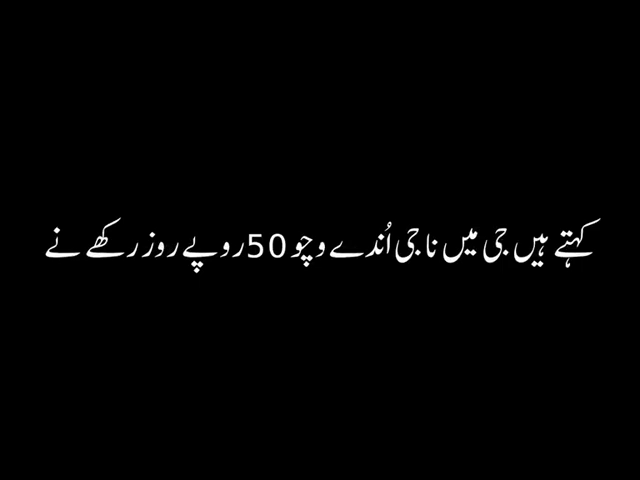 کہتے ہیں جی میں نا جی اُندے وچو 50 روپے روز رکھے نے